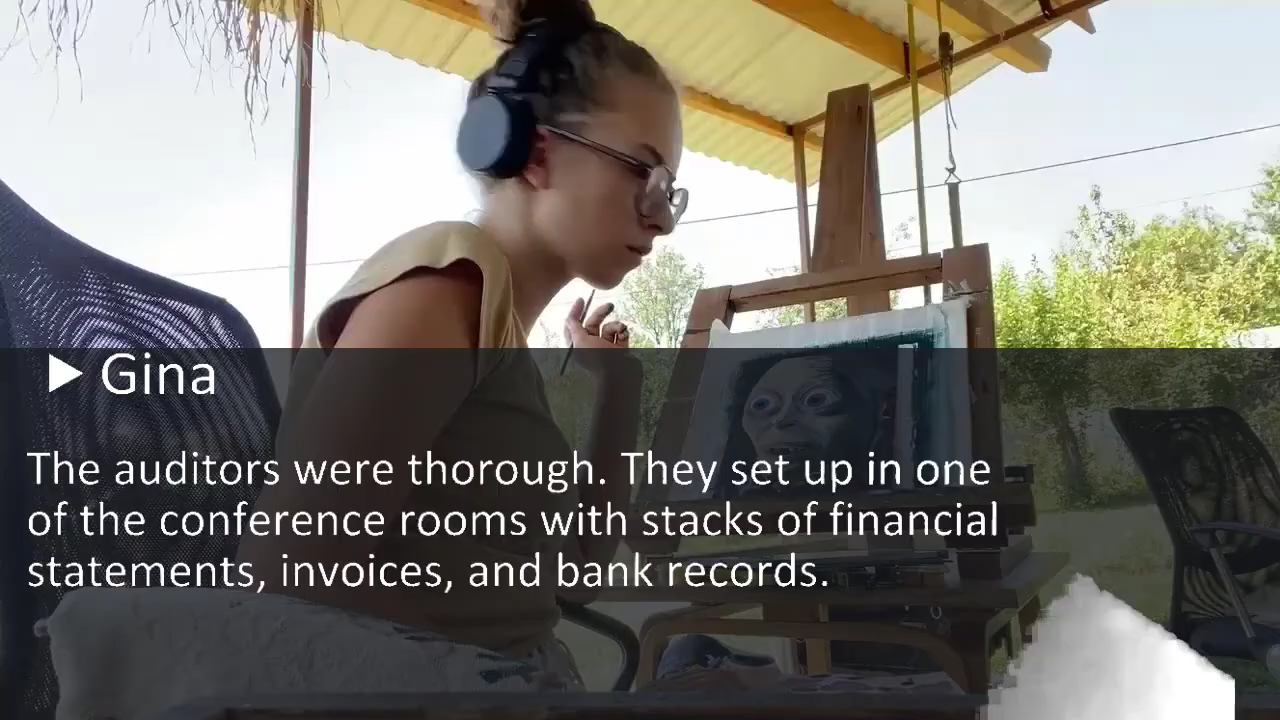 Gina
The auditors were thorough. They set up in one
of the conference rooms with stacks of financial
statements, invoices, and bank records.